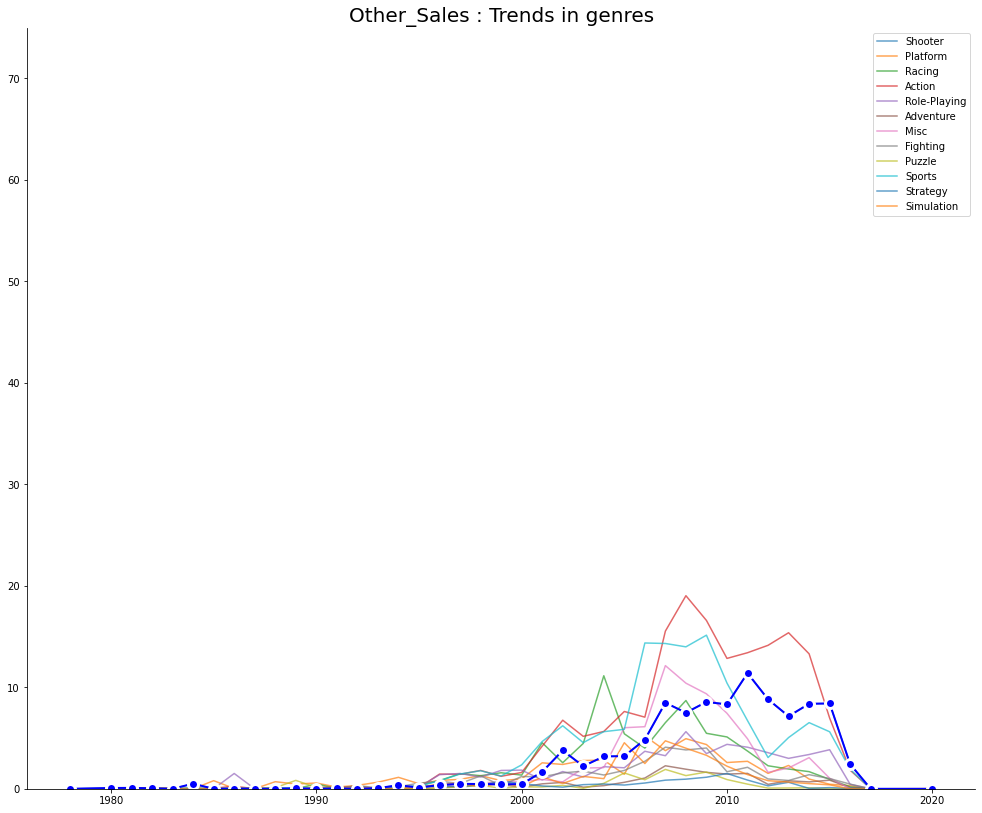 Other_Sales : Trends in genres
Shooter
Platform
Racing
Action
Role-Playing
Adventure
Misc
Fighting
Puzzle
Sports
Strategy
Simulation
70
60
50
40
30
20
10
0
1980 1990 2000 2010 2020